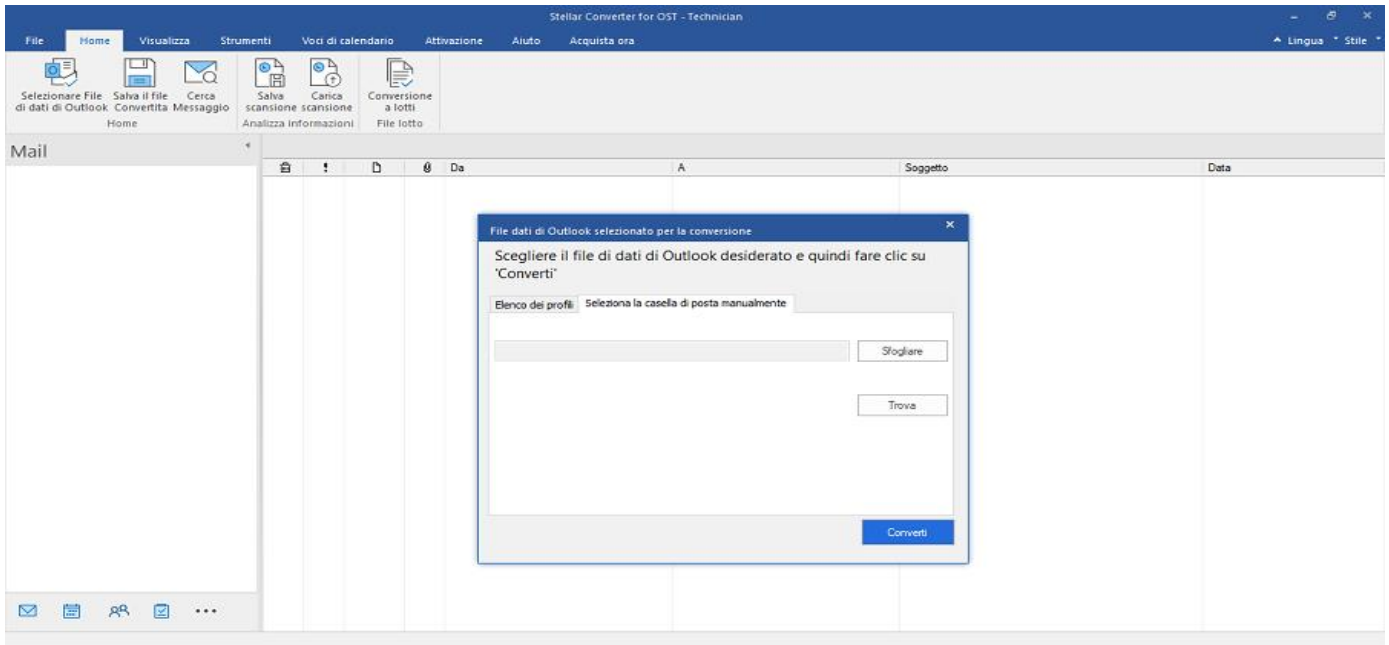 Stellar Converter for OST - Technician
File Home Visualizza Strumenti Voci di calendario Attivazione Aiuto Acquista ora Lingua Stile
Selezionare File di dati di Outlook
Salva il file Convertita
Cerca Messaggio
Home
Salva scansione
Carica scansione
Analizza informazioni
Conversione a lotti
File lotto
Mail
Da A Soggetto Data
File dati di Outlook selezionato per la conversione
Scegliere il file di dati di Outlook desiderato e quindi fare clic su
'Converti'
Elenco dei profili Seleziona la casella di posta manualmente
Sfogliare
Trova
Converti